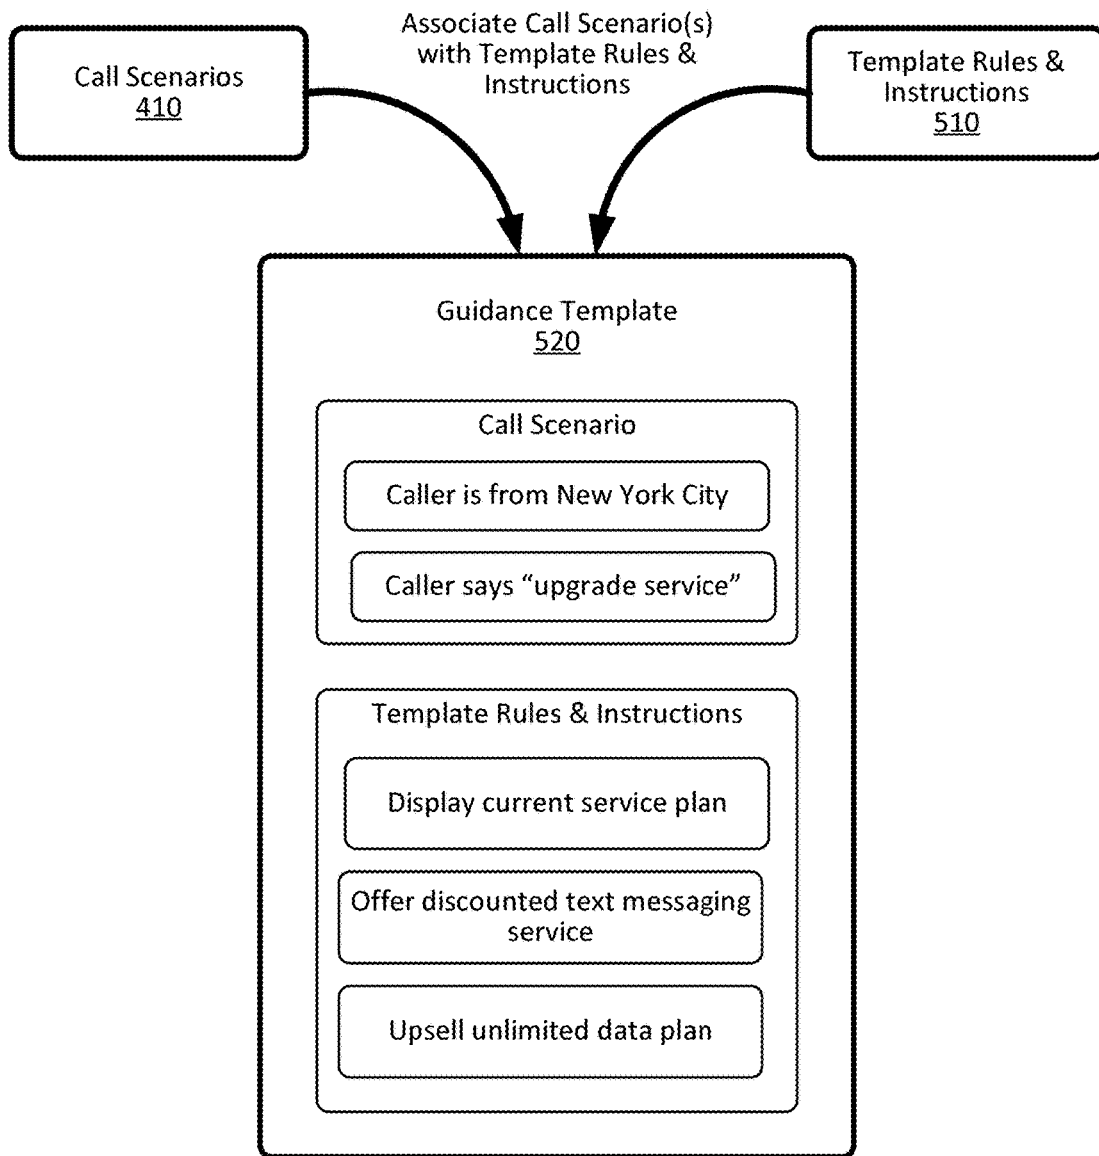 Associate Call Scenario(s)
with Template Rules &
Instructions
Call Scenarios
410
Template Rules &
Instructions
510
Guidance Template
520
Call Scenario
Caller is from New York City
Caller says “upgrade service”
Template Rules & Instructions
Display current service plan
Offer discounted text messaging
service
Upsell unlimited data plan